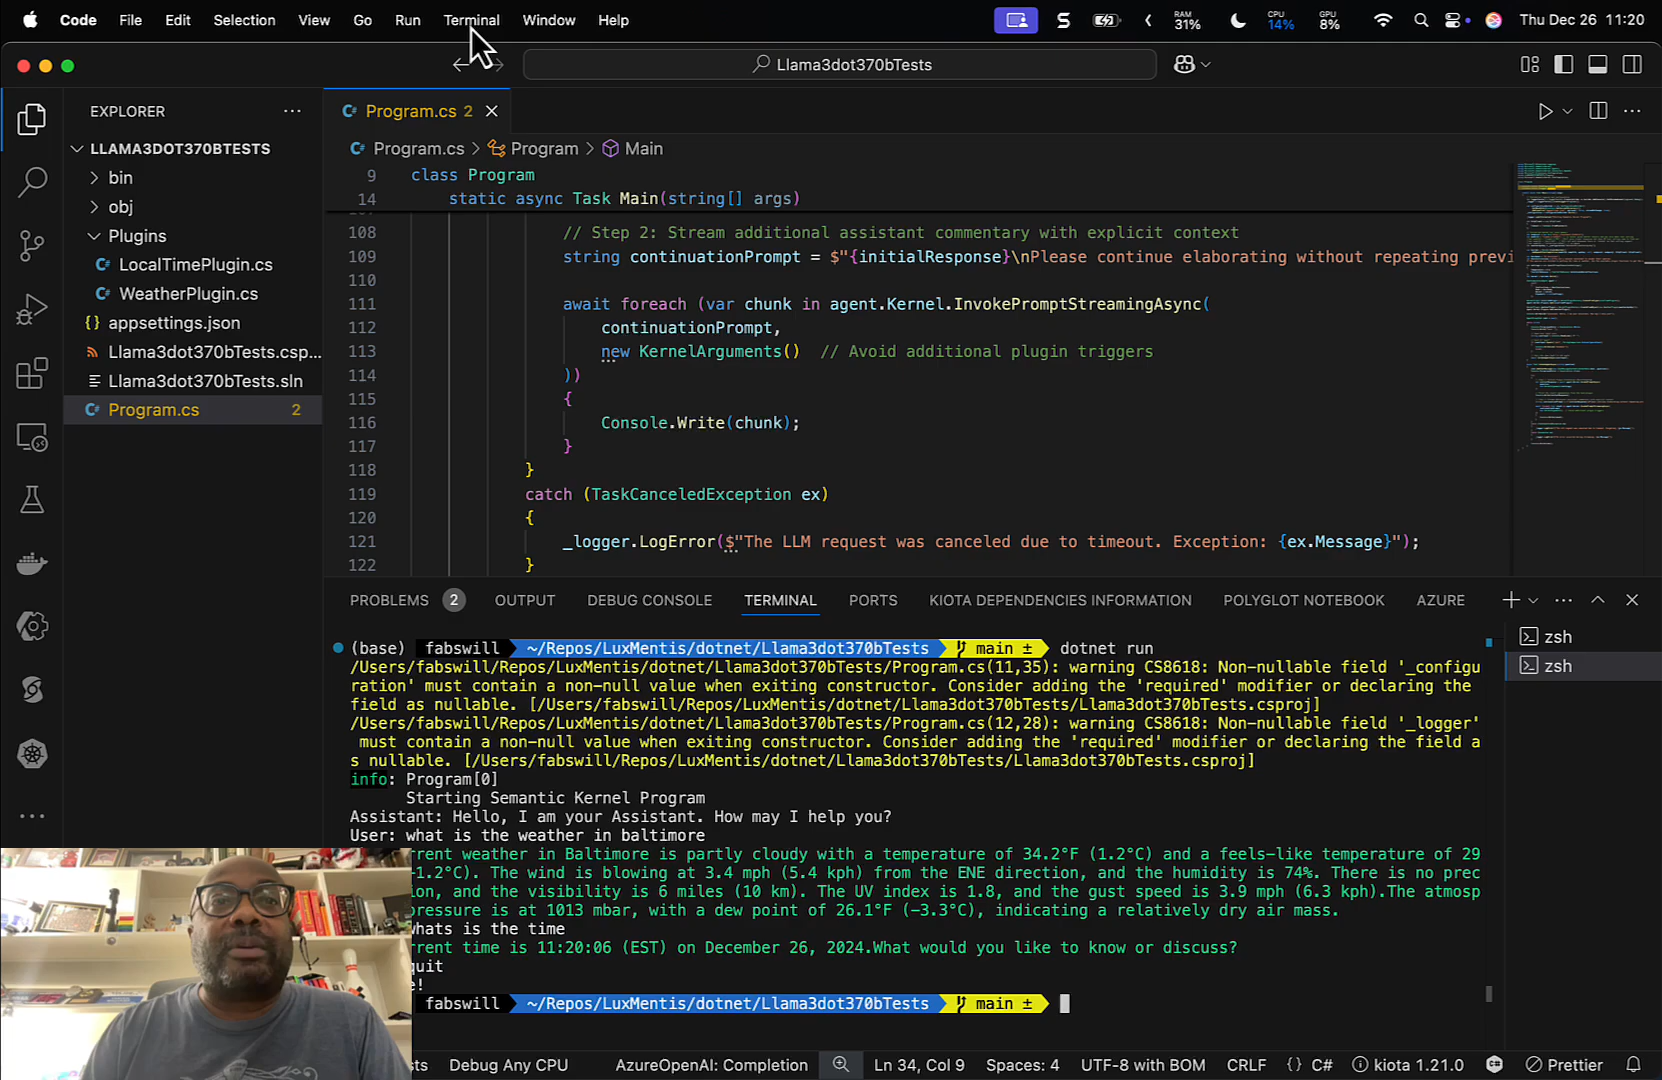 Code File Edit Selection View Go Run Terminal Window Help RAM 31% CPU 14% GPU 8% Thu Dec 26 11:20
Llama3dot370bTests
EXPLORER
Program.cs 2
LLAMA3DOT370BTESTS
bin
obj
Plugins
LocalTimePlugin.cs
WeatherPlugin.cs
appsettings.json
Llama3dot370bTests.csp...
Llama3dot370bTests.sln
Program.cs 2
Program.cs > Program > Main
9 class Program
14 static async Task Main(string[] args)
108 // Step 2: Stream additional assistant commentary with explicit context
109 string continuationPrompt = $"{initialResponse}\nPlease continue elaborating without repeating previ
110
111 await foreach (var chunk in agent.Kernel.InvokePromptStreamingAsync(
112 continuationPrompt,
113 new KernelArguments() // Avoid additional plugin triggers
114 ))
115 {
116 Console.Write(chunk);
117 }
118 }
119 catch (TaskCanceledException ex)
120 {
121 _logger.LogError($"The LLM request was canceled due to timeout. Exception: {ex.Message}");
122 }
PROBLEMS 2 OUTPUT DEBUG CONSOLE TERMINAL PORTS KIOTA DEPENDENCIES INFORMATION POLYGLOT NOTEBOOK AZURE
zsh
zsh
(base) fabswill ~/Repos/LuxMentis/dotnet/Llama3dot370bTests main ± dotnet run
/Users/fabswill/Repos/LuxMentis/dotnet/Llama3dot370bTests/Program.cs(11,35): warning CS8618: Non-nullable field '_configu
ration' must contain a non-null value when exiting constructor. Consider adding the 'required' modifier or declaring the
field as nullable. [/Users/fabswill/Repos/LuxMentis/dotnet/Llama3dot370bTests/Llama3dot370bTests.csproj]
/Users/fabswill/Repos/LuxMentis/dotnet/Llama3dot370bTests/Program.cs(12,28): warning CS8618: Non-nullable field '_logger'
must contain a non-null value when exiting constructor. Consider adding the 'required' modifier or declaring the field a
s nullable. [/Users/fabswill/Repos/LuxMentis/dotnet/Llama3dot370bTests/Llama3dot370bTests.csproj]
info: Program[0]
Starting Semantic Kernel Program
Assistant: Hello, I am your Assistant. How may I help you?
User: what is the weather in baltimore
rrent weather in Baltimore is partly cloudy with a temperature of 34.2°F (1.2°C) and a feels-like temperature of 29
-1.2°C). The wind is blowing at 3.4 mph (5.4 kph) from the ENE direction, and the humidity is 74%. There is no prec
ion, and the visibility is 6 miles (10 km). The UV index is 1.8, and the gust speed is 3.9 mph (6.3 kph).The atmosp
pressure is at 1013 mbar, with a dew point of 26.1°F (-3.3°C), indicating a relatively dry air mass.
whats is the time
rrent time is 11:20:06 (EST) on December 26, 2024.What would you like to know or discuss?
quit
e!
fabswill ~/Repos/LuxMentis/dotnet/Llama3dot370bTests main ±
ts Debug Any CPU AzureOpenAI: Completion Ln 34, Col 9 Spaces: 4 UTF-8 with BOM CRLF {} C# kiota 1.21.0 Prettier